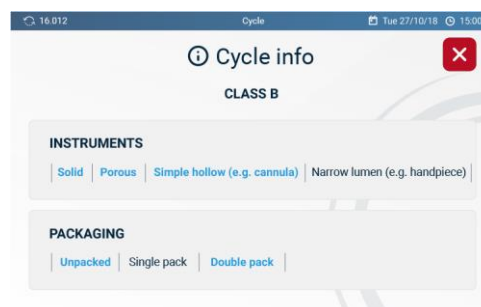 16.012 Cycle Tue 27/10/18 15:00
Cycle info
CLASS B
INSTRUMENTS
Solid Porous Simple hollow (e.g. cannula) Narrow lumen (e.g. handpiece)
PACKAGING
Unpacked Single pack Double pack